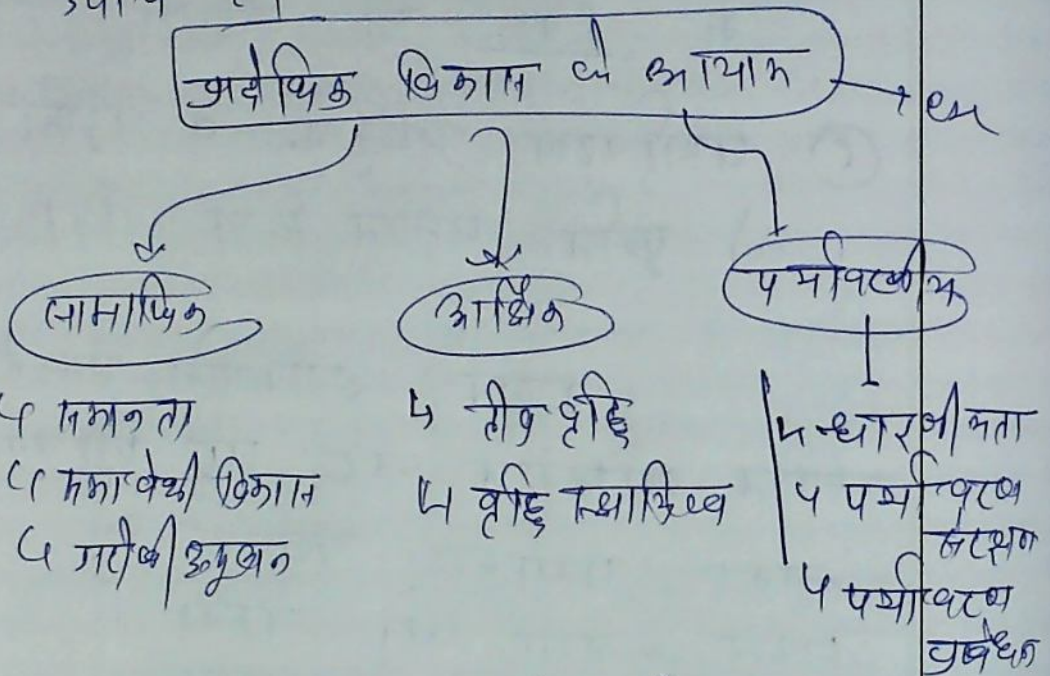 प्रादेशिक विकास के आयाम
सामाजिक
आर्थिक
पर्यावरणीय
↳ समानता
↳ समावेशी विकास
↳ गरीबी उन्मूलन
↳ तीव्र वृद्धि
↳ वृद्धि स्थायित्व
↳ धारणीयता
↳ पर्यावरण
संरक्षण
↳ पर्यावरण
प्रबंधन